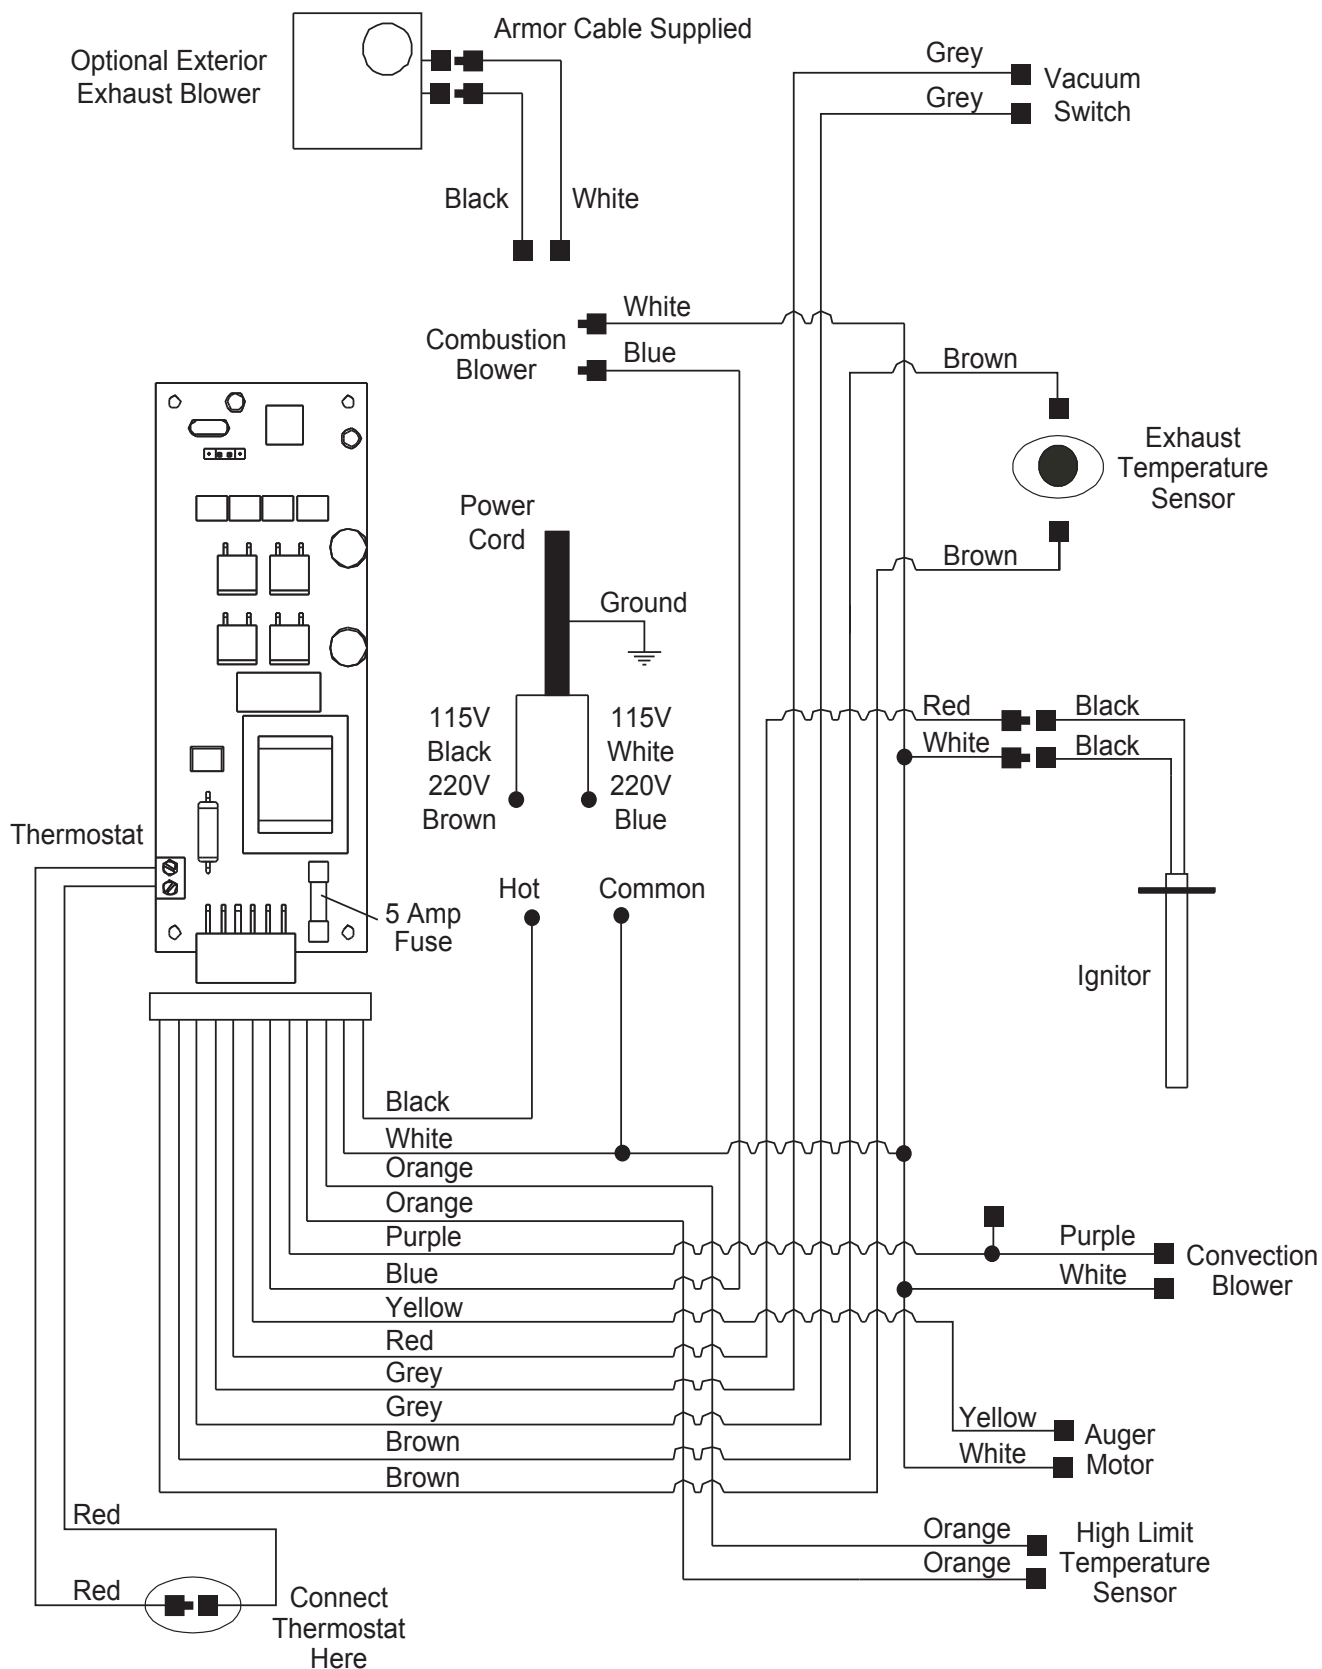 Armor Cable Supplied
Optional Exterior
Exhaust Blower
Grey
Vacuum
Grey
Switch
Black
White
White
Combustion
Blower
Blue
Brown
Exhaust
Temperature
Sensor
Power
Cord
Brown
Ground
115V
Black
220V
Brown
115V
White
220V
Blue
Red
Black
White
Black
Thermostat
Hot
Common
5 Amp
Fuse
Ignitor
Black
White
Orange
Orange
Purple
Blue
Yellow
Red
Grey
Grey
Brown
Brown
Purple
White
Convection
Blower
Yellow
White
Auger
Motor
Orange
Orange
High Limit
Temperature
Sensor
Red
Red
Connect
Thermostat
Here